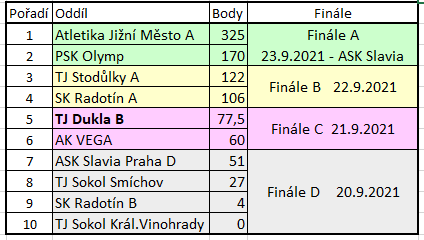 Pořadí Oddíl Body Finále
1 Atletika Jižní Město A 325 Finále A
2 PSK Olymp 170 23.9.2021 - ASK Slavia
3 TJ Stodůlky A 122
Finále B 22.9.2021
4 SK Radotín A 106
5 TJ Dukla B 77,5
Finále C 21.9.2021
6 AK VEGA 60
7 ASK Slavia Praha D 51
8 TJ Sokol Smíchov 27
Finále D 20.9.2021
9 SK Radotín B 4
10 TJ Sokol Král.Vinohrady 0